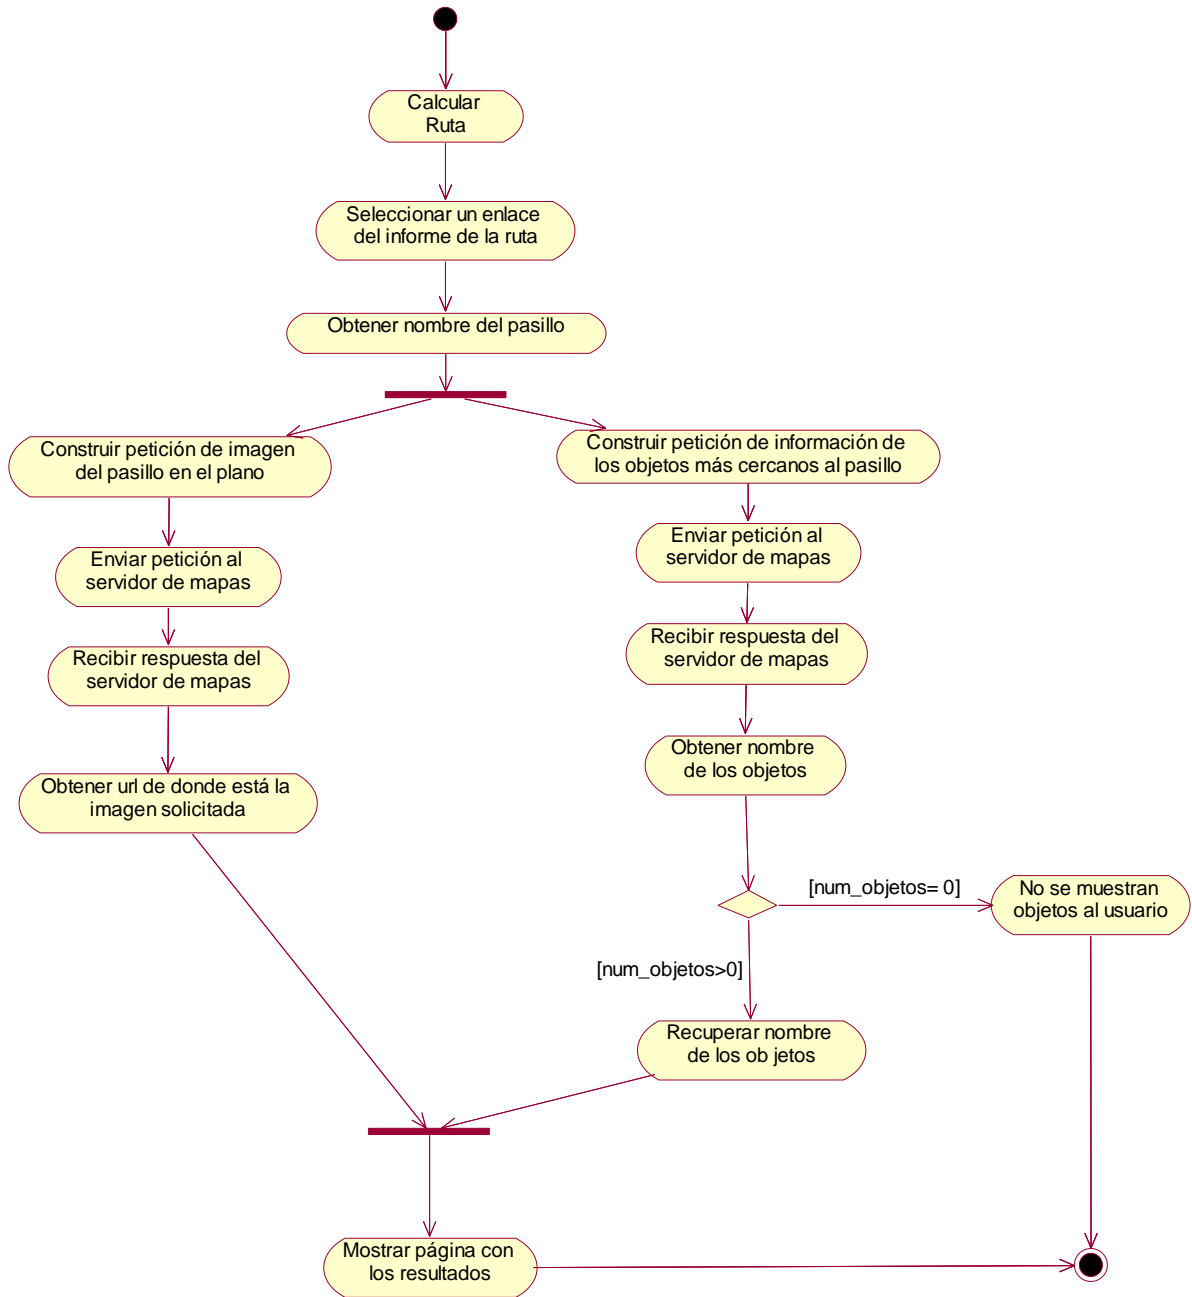 Calcular
Ruta
Seleccionar un enlace
del informe de la ruta
Obtener nombre del pasillo
Construir petición de imagen
del pasillo en el plano
Construir petición de información de
los objetos más cercanos al pasillo
Enviar petición al
servidor de mapas
Enviar petición al
servidor de mapas
Recibir respuesta del
servidor de mapas
Recibir respuesta del
servidor de mapas
Obtener url de donde está la
imagen solicitada
Obtener nombre
de los objetos
[num_objetos= 0]
No se muestran
objetos al usuario
[num_objetos>0]
Recuperar nombre
de los ob jetos
Mostrar página con
los resultados